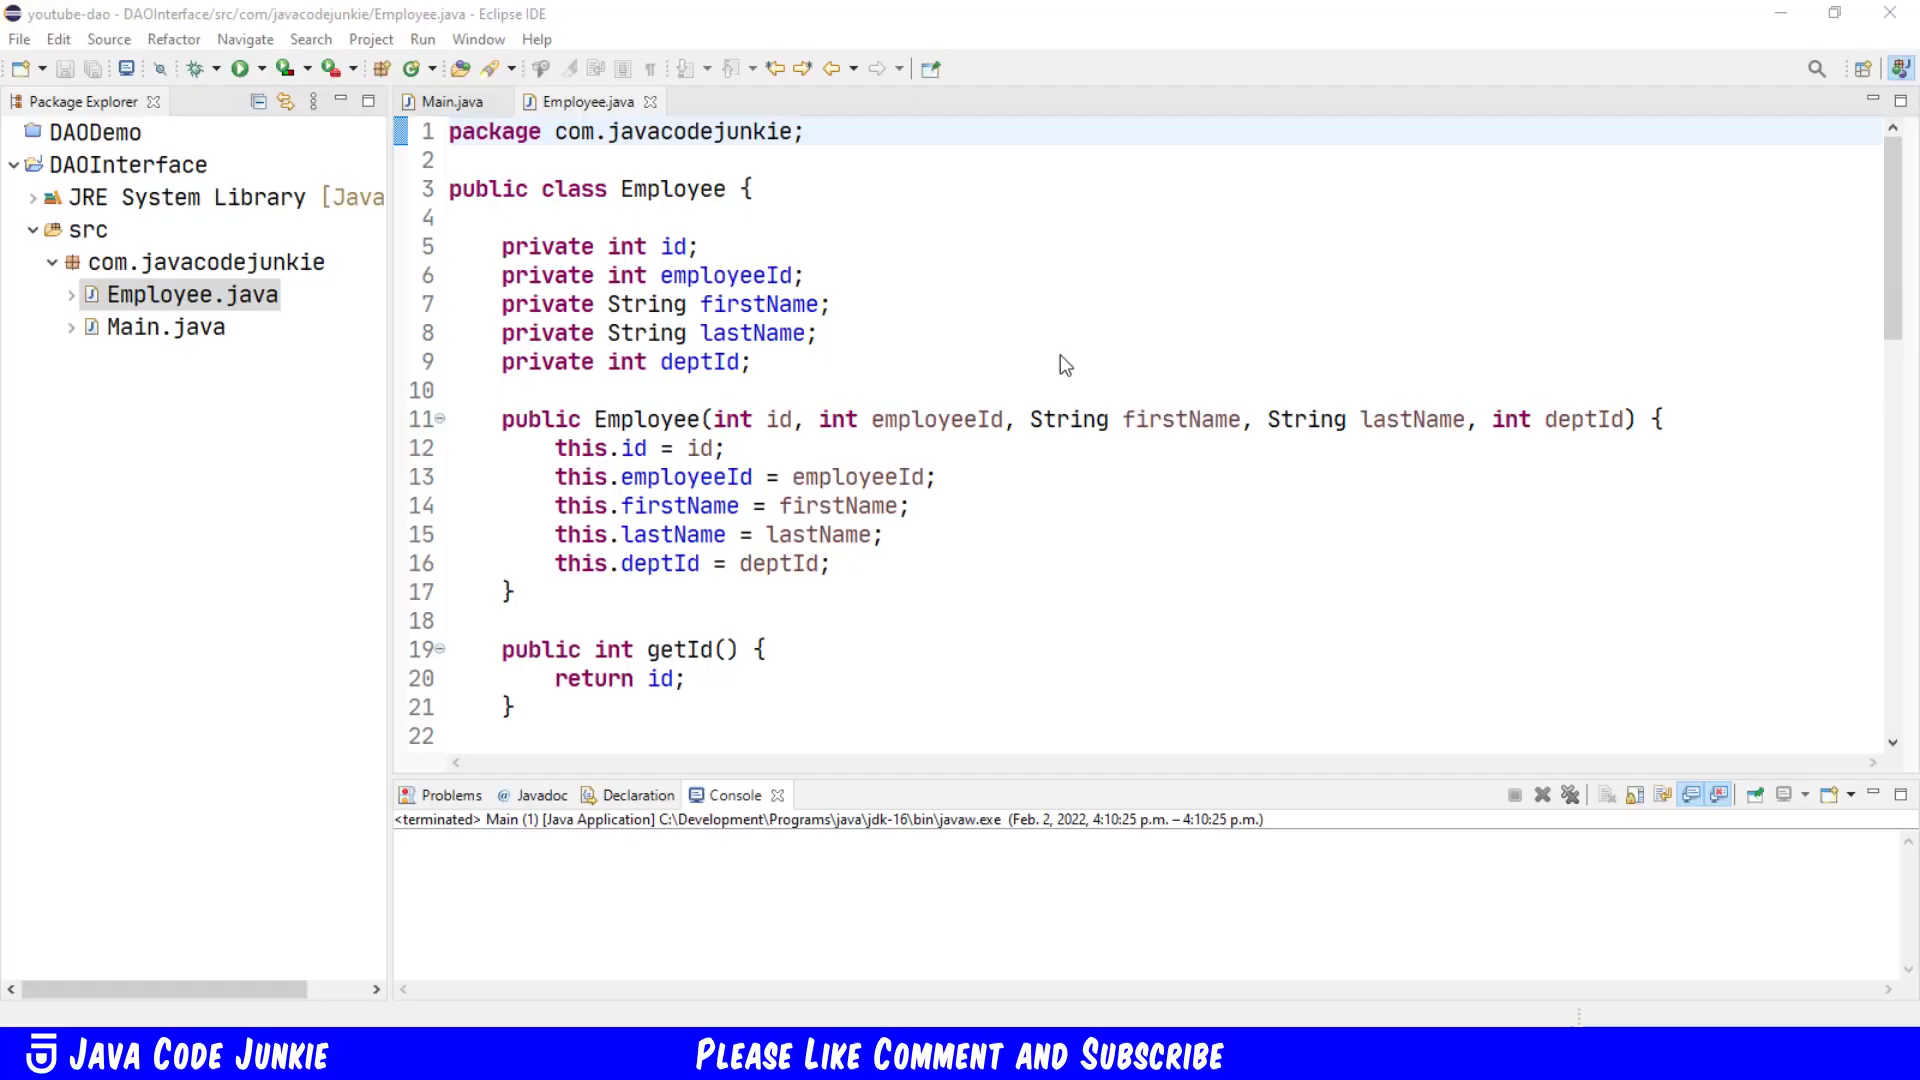 youtube-dao - DAOInterface/src/com/javacodejunkie/Employee.java - Eclipse IDE
File Edit Source Refactor Navigate Search Project Run Window Help
Package Explorer
Main.java
Employee.java
DAODemo
DAOInterface
JRE System Library [Java
src
com.javacodejunkie
Employee.java
Main.java
1 package com.javacodejunkie;
2
3 public class Employee {
4
5 private int id;
6 private int employeeId;
7 private String firstName;
8 private String lastName;
9 private int deptId;
10
11 public Employee(int id, int employeeId, String firstName, String lastName, int deptId) {
12 this.id = id;
13 this.employeeId = employeeId;
14 this.firstName = firstName;
15 this.lastName = lastName;
16 this.deptId = deptId;
17 }
18
19 public int getId() {
20 return id;
21 }
22
Problems @ Javadoc Declaration Console
<terminated> Main (1) [Java Application] C:\Development\Programs\java\jdk-16\bin\javaw.exe (Feb. 2, 2022, 4:10:25 p.m. – 4:10:25 p.m.)
Java Code Junkie
Please Like Comment and Subscribe